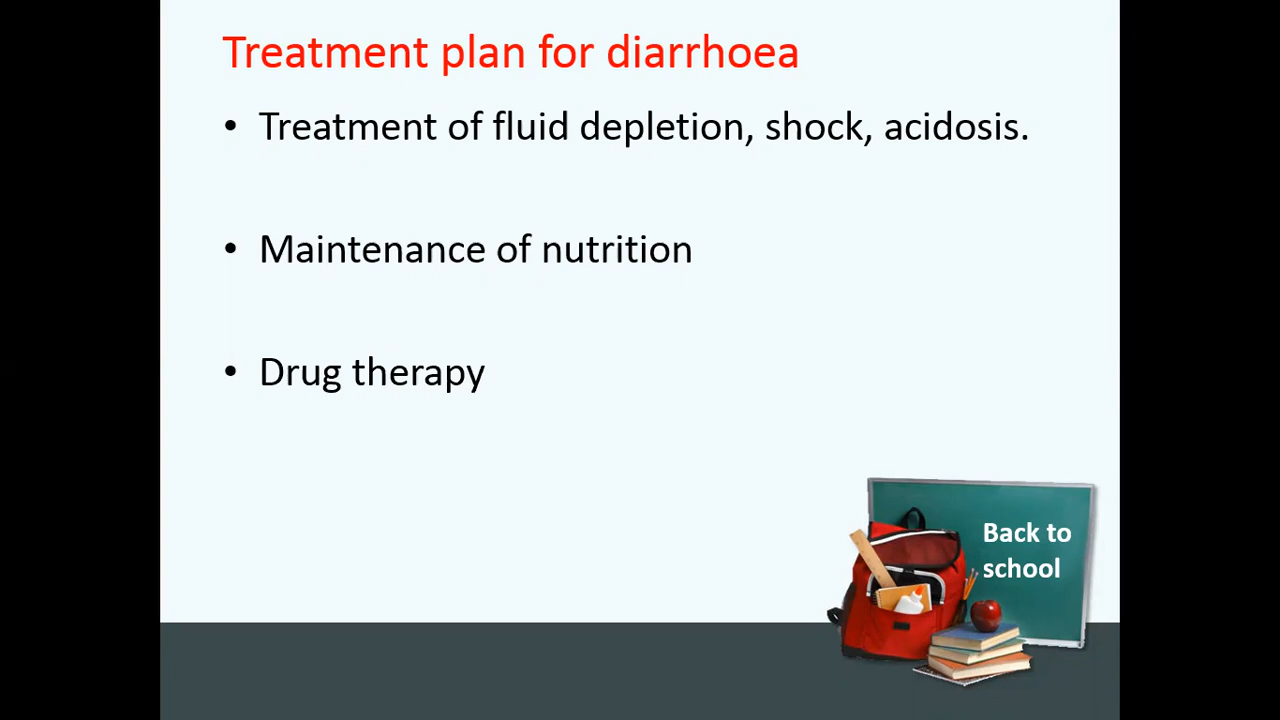 Treatment plan for diarrhoea
• Treatment of fluid depletion, shock, acidosis.
• Maintenance of nutrition
• Drug therapy
Back to
school